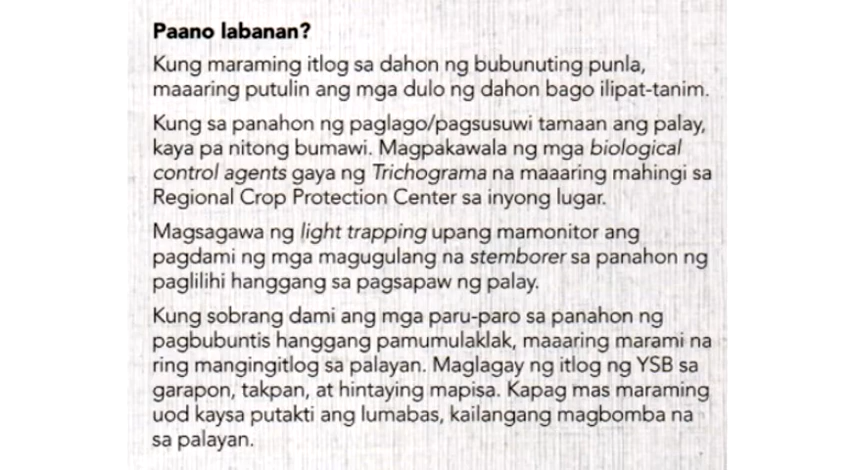 Paano labanan?
Kung maraming itlog sa dahon ng bubunuting punla,
maaaring putulin ang mga dulo ng dahon bago ilipat-tanim.
Kung sa panahon ng paglago/pagsusuwi tamaan ang palay,
kaya pa nitong bumawi. Magpakawala ng mga biological
control agents gaya ng Trichograma na maaaring mahingi sa
Regional Crop Protection Center sa inyong lugar.
Magsagawa ng light trapping upang mamonitor ang
pagdami ng mga magugulang na stemborer sa panahon ng
paglilihi hanggang sa pagsapaw ng palay.
Kung sobrang dami ang mga paru-paro sa panahon ng
pagbubuntis hanggang pamumulaklak, maaaring marami na
ring mangingitlog sa palayan. Maglagay ng itlog ng YSB sa
garapon, takpan, at hintaying mapisa. Kapag mas maraming
uod kaysa putakti ang lumabas, kailangang magbomba na
sa palayan.